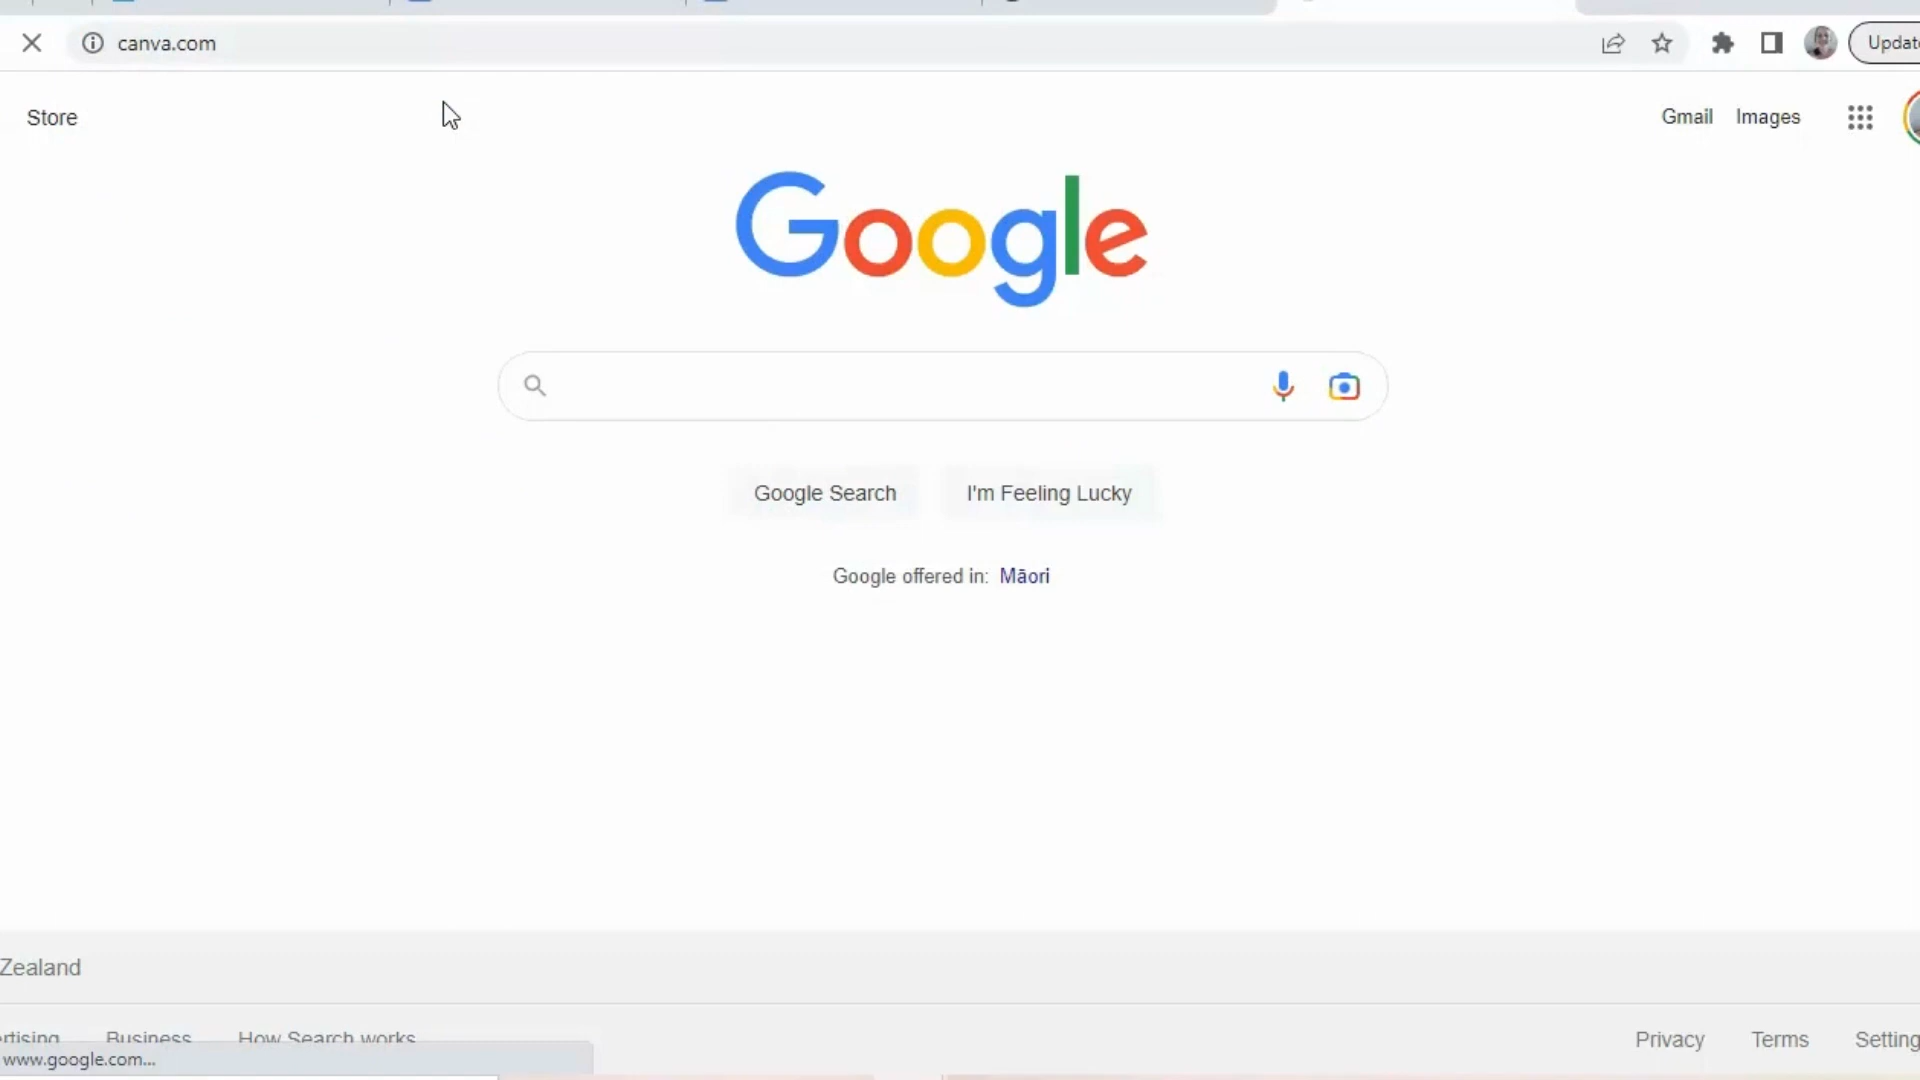 canva.com
Update
Store
Gmail Images
Google
Google Search I'm Feeling Lucky
Google offered in: Māori
Zealand
rtising Business How Search works
Privacy Terms Setting
www.google.com...